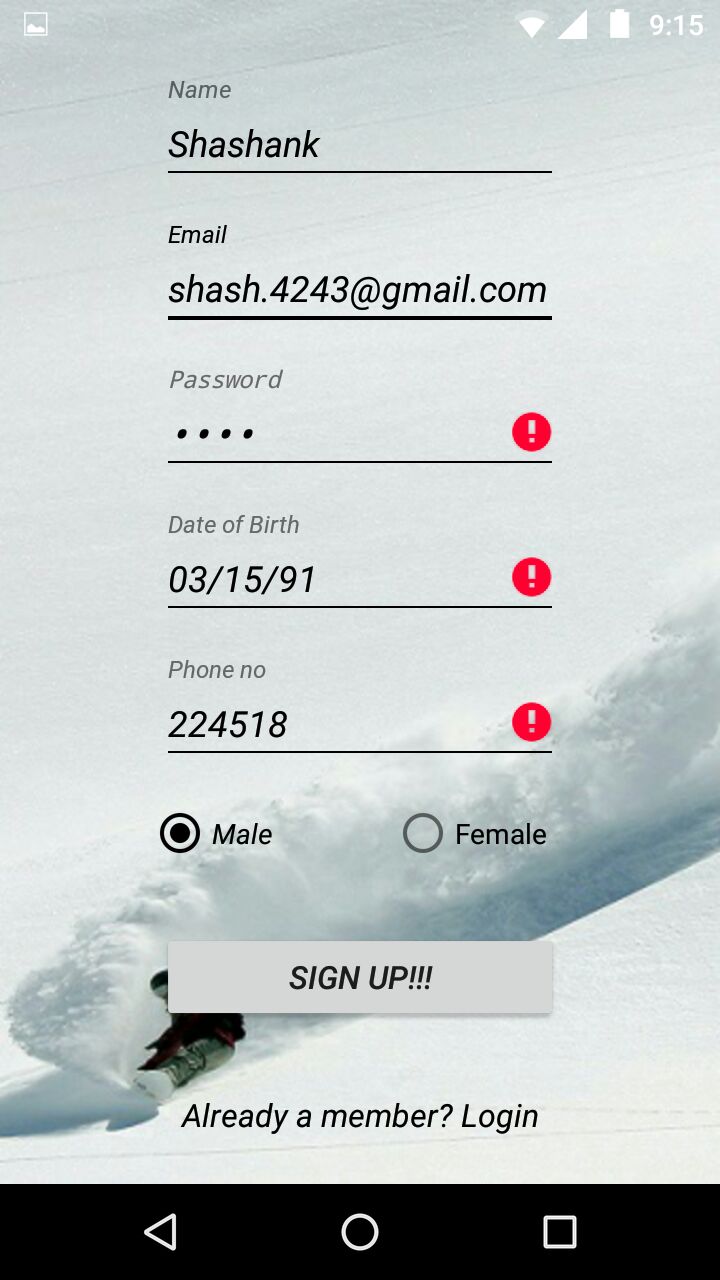 9:15
Name
Shashank
Email
shash.4243@gmail.com
Password
••••
Date of Birth
03/15/91
Phone no
224518
Male Female
SIGN UP!!!
Already a member? Login